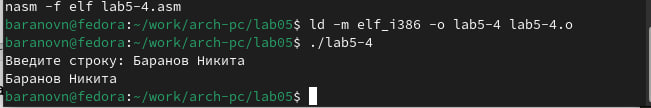 nasm -f elf lab5-4.asm
baranovn@fedora:~/work/arch-pc/lab05$ ld -m elf_i386 -o lab5-4 lab5-4.o
baranovn@fedora:~/work/arch-pc/lab05$ ./lab5-4
Введите строку: Баранов Никита
Баранов Никита
baranovn@fedora:~/work/arch-pc/lab05$